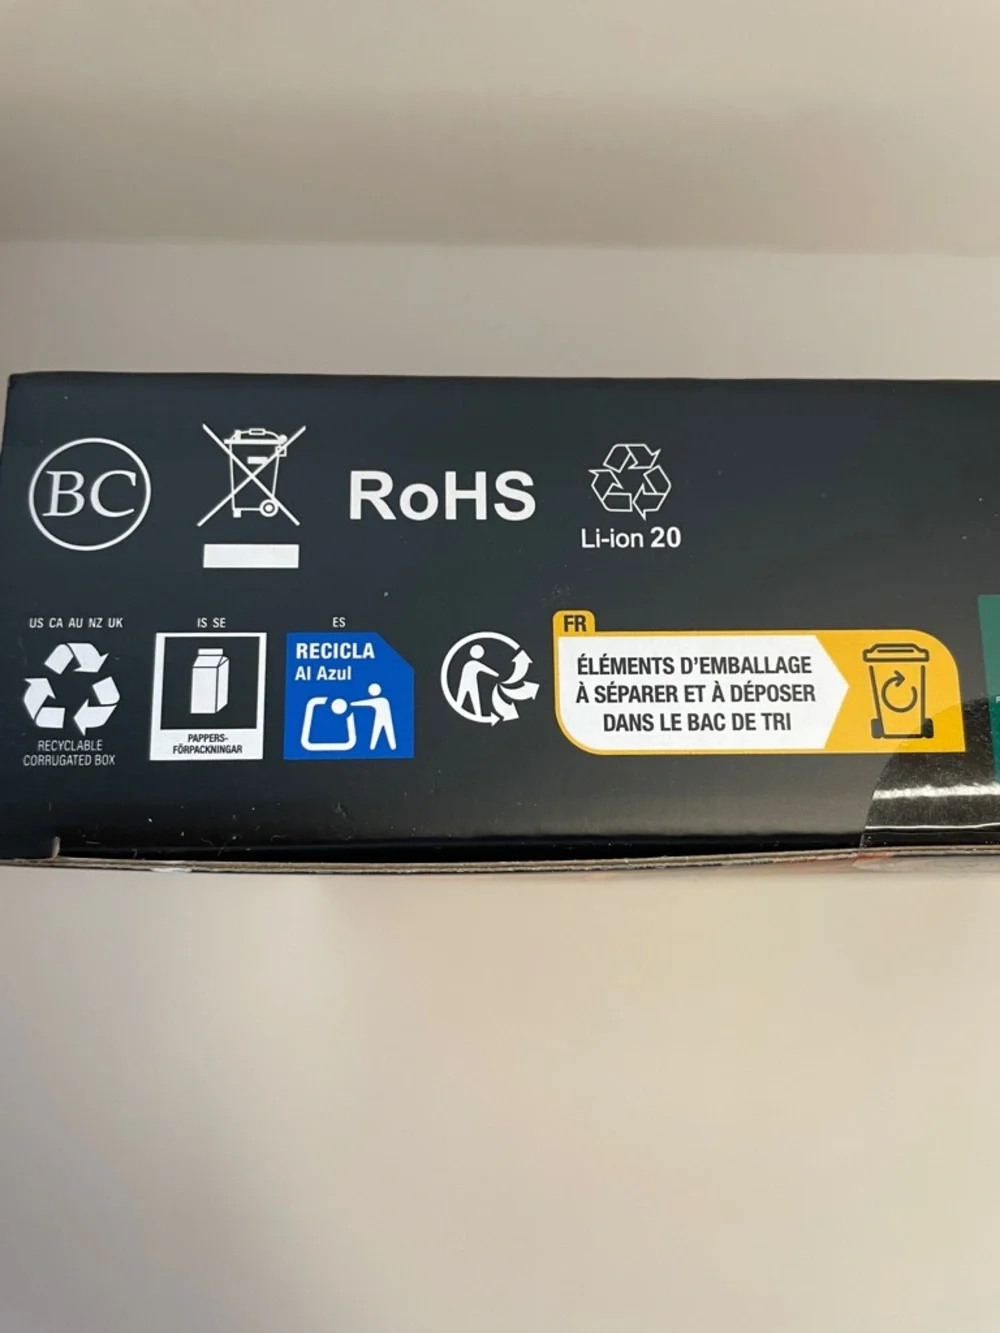 BC
RoHS
Li-ion 20
US CA AU NZ UK
RECYCLABLE
CORRUGATED BOX
IS SE
PAPPERS-
FÖRPACKNINGAR
ES
RECICLA
Al Azul
FR
ÉLÉMENTS D'EMBALLAGE
À SÉPARER ET À DÉPOSER
DANS LE BAC DE TRI